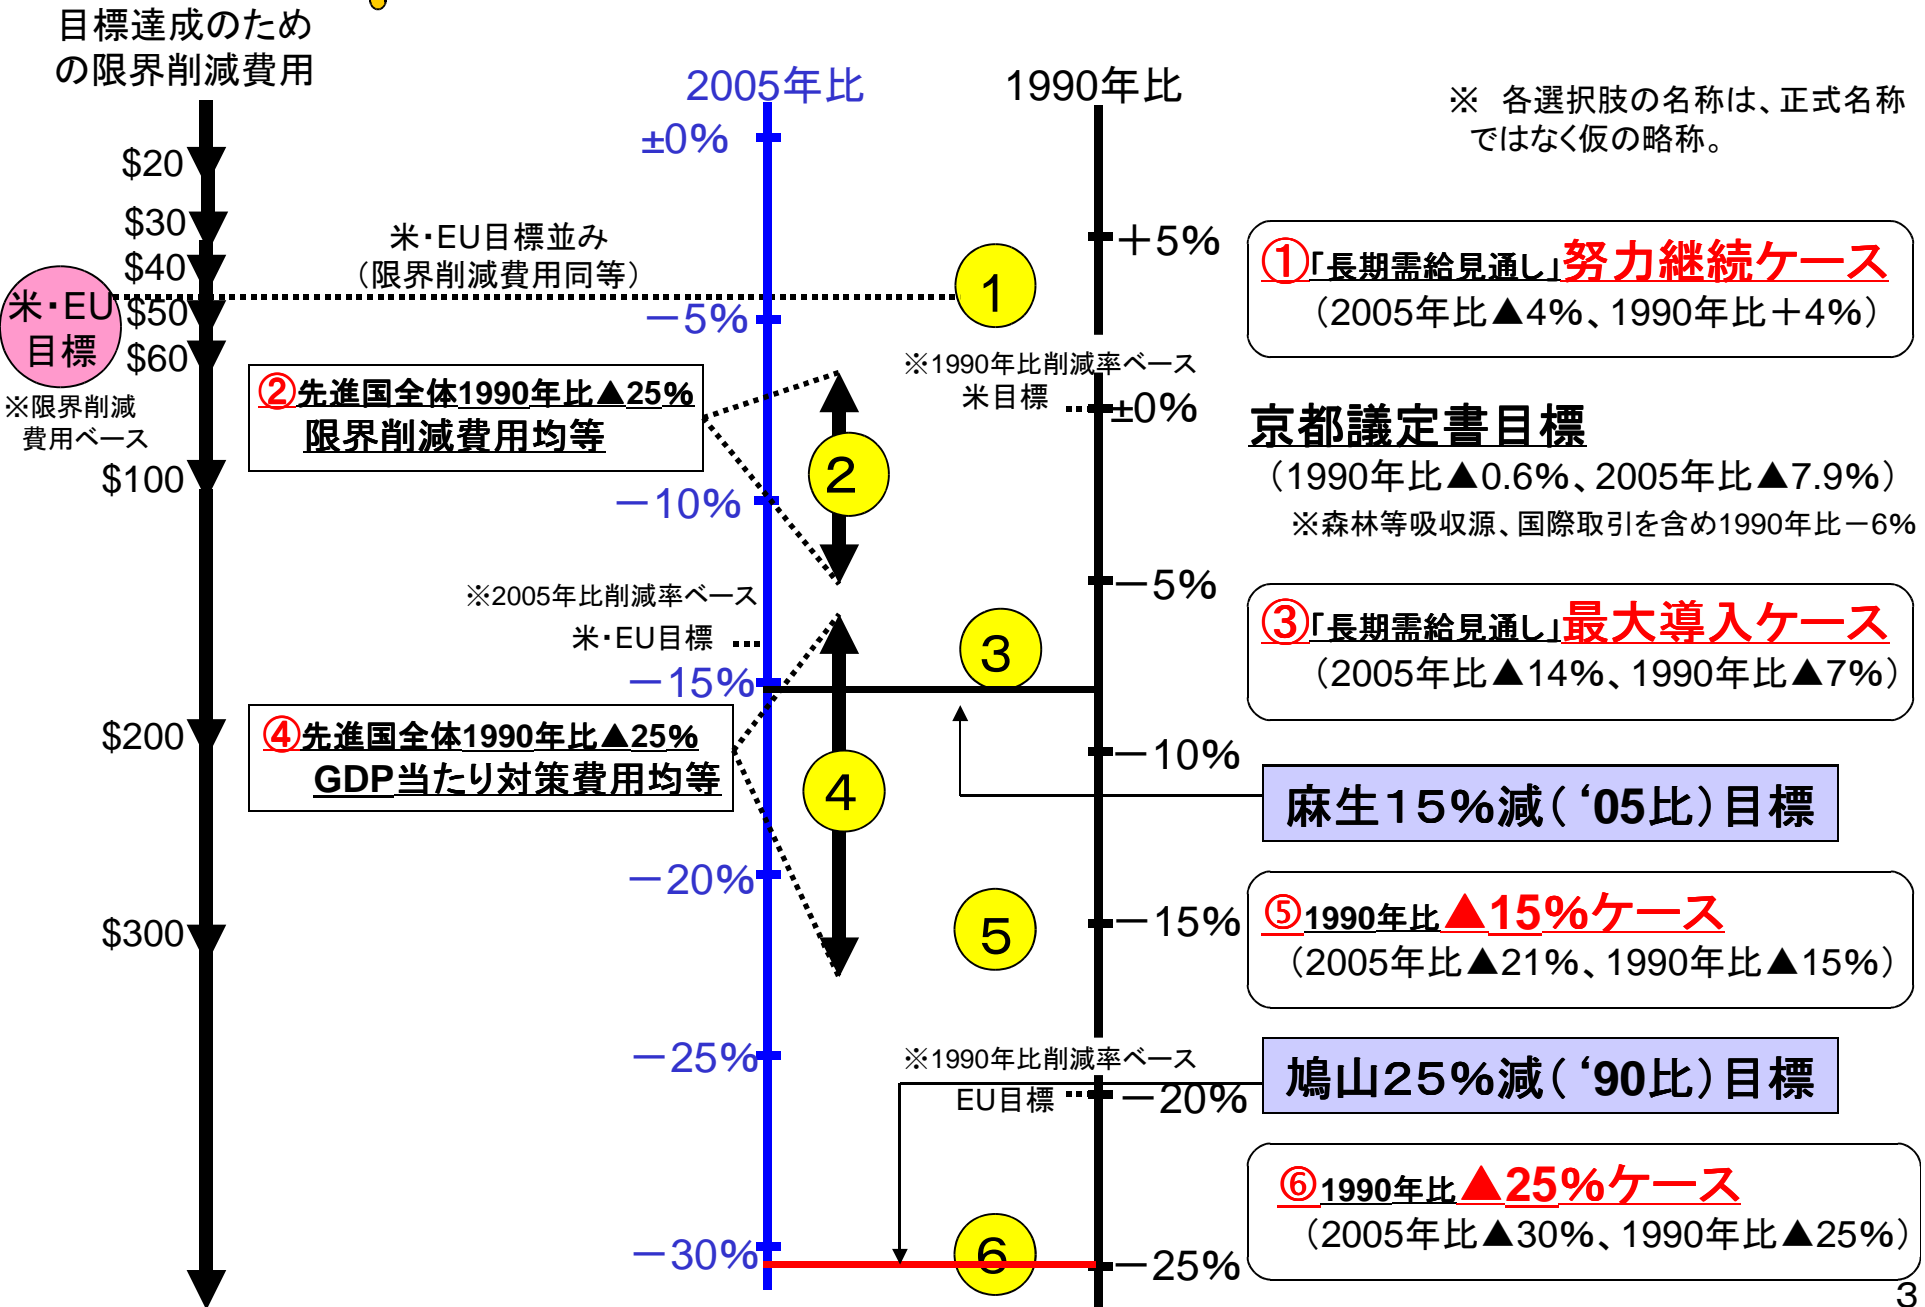 目標達成のため
の限界削減費用
2005年比
1990年比
※ 各選択肢の名称は、正式名称
ではなく仮の略称。
$20
$30
$40
$50
$60
$100
$200
$300
米・EU
目標
※限界削減
費用ベース
米・EU目標並み
（限界削減費用同等）
±0%
－5%
－10%
－15%
－20%
－25%
－30%
②先進国全体1990年比▲25%
限界削減費用均等
※2005年比削減率ベース
米・EU目標
④先進国全体1990年比▲25%
GDP当たり対策費用均等
1
2
3
4
5
6
※1990年比削減率ベース
米目標
※1990年比削減率ベース
EU目標
＋5%
±0%
－5%
－10%
－15%
－20%
－25%
①「長期需給見通し」努力継続ケース
（2005年比▲4%、1990年比＋4%）
京都議定書目標
（1990年比▲0.6%、2005年比▲7.9%）
※森林等吸収源、国際取引を含め1990年比－6%
③「長期需給見通し」最大導入ケース
（2005年比▲14%、1990年比▲7%）
麻生１５%減（‘05比）目標
⑤1990年比▲15%ケース
（2005年比▲21%、1990年比▲15%）
鳩山２５%減（‘90比）目標
⑥1990年比▲25%ケース
（2005年比▲30%、1990年比▲25%）
3